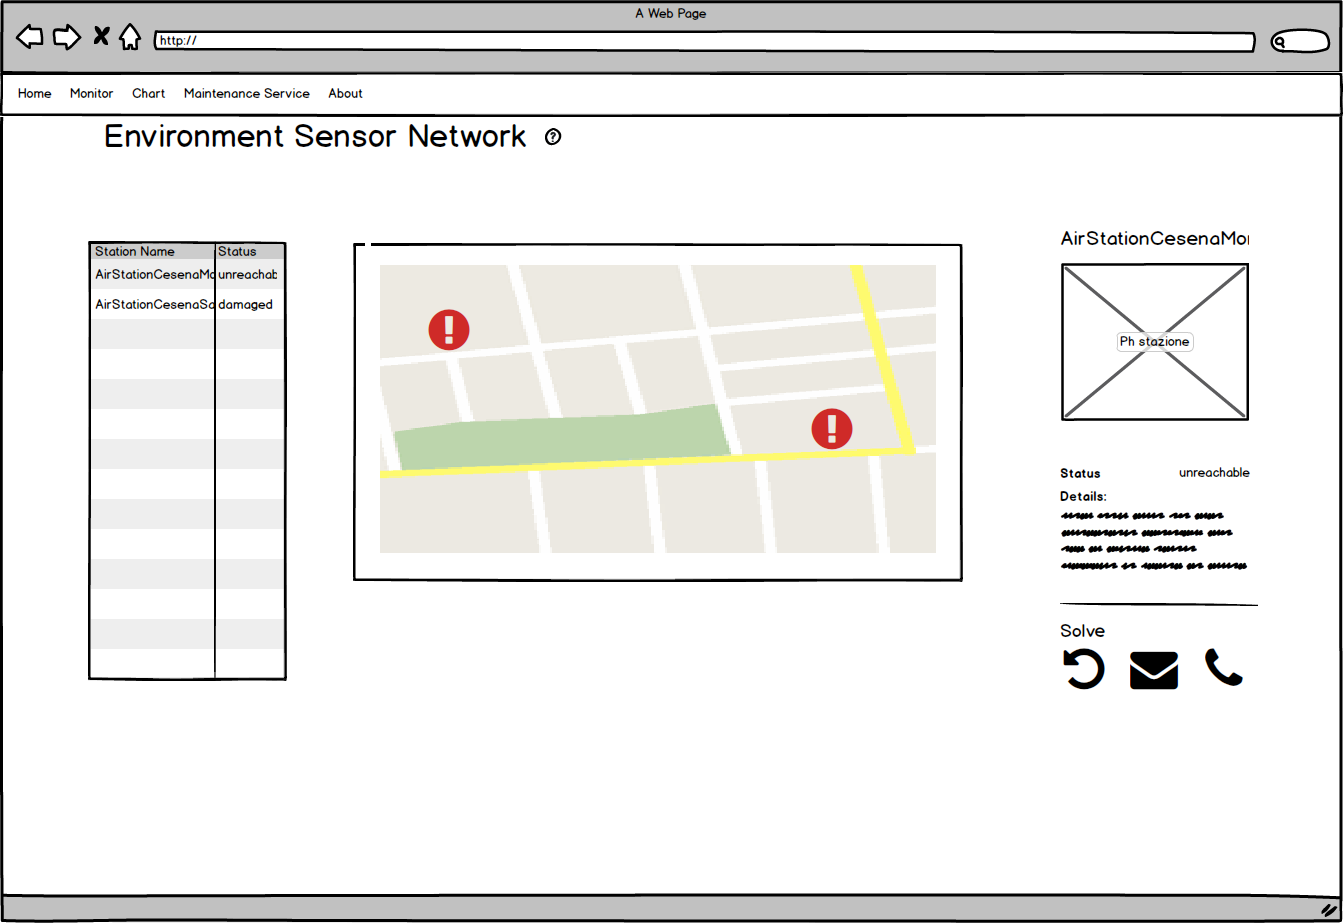 A Web Page
http://
Home Monitor Chart Maintenance Service About
Environment Sensor Network ?
Station Name Status
AirStationCesenaMo unreachab
AirStationCesenaSa damaged
AirStationCesenaMo
Ph stazione
Status unreachable
Details:
Solve